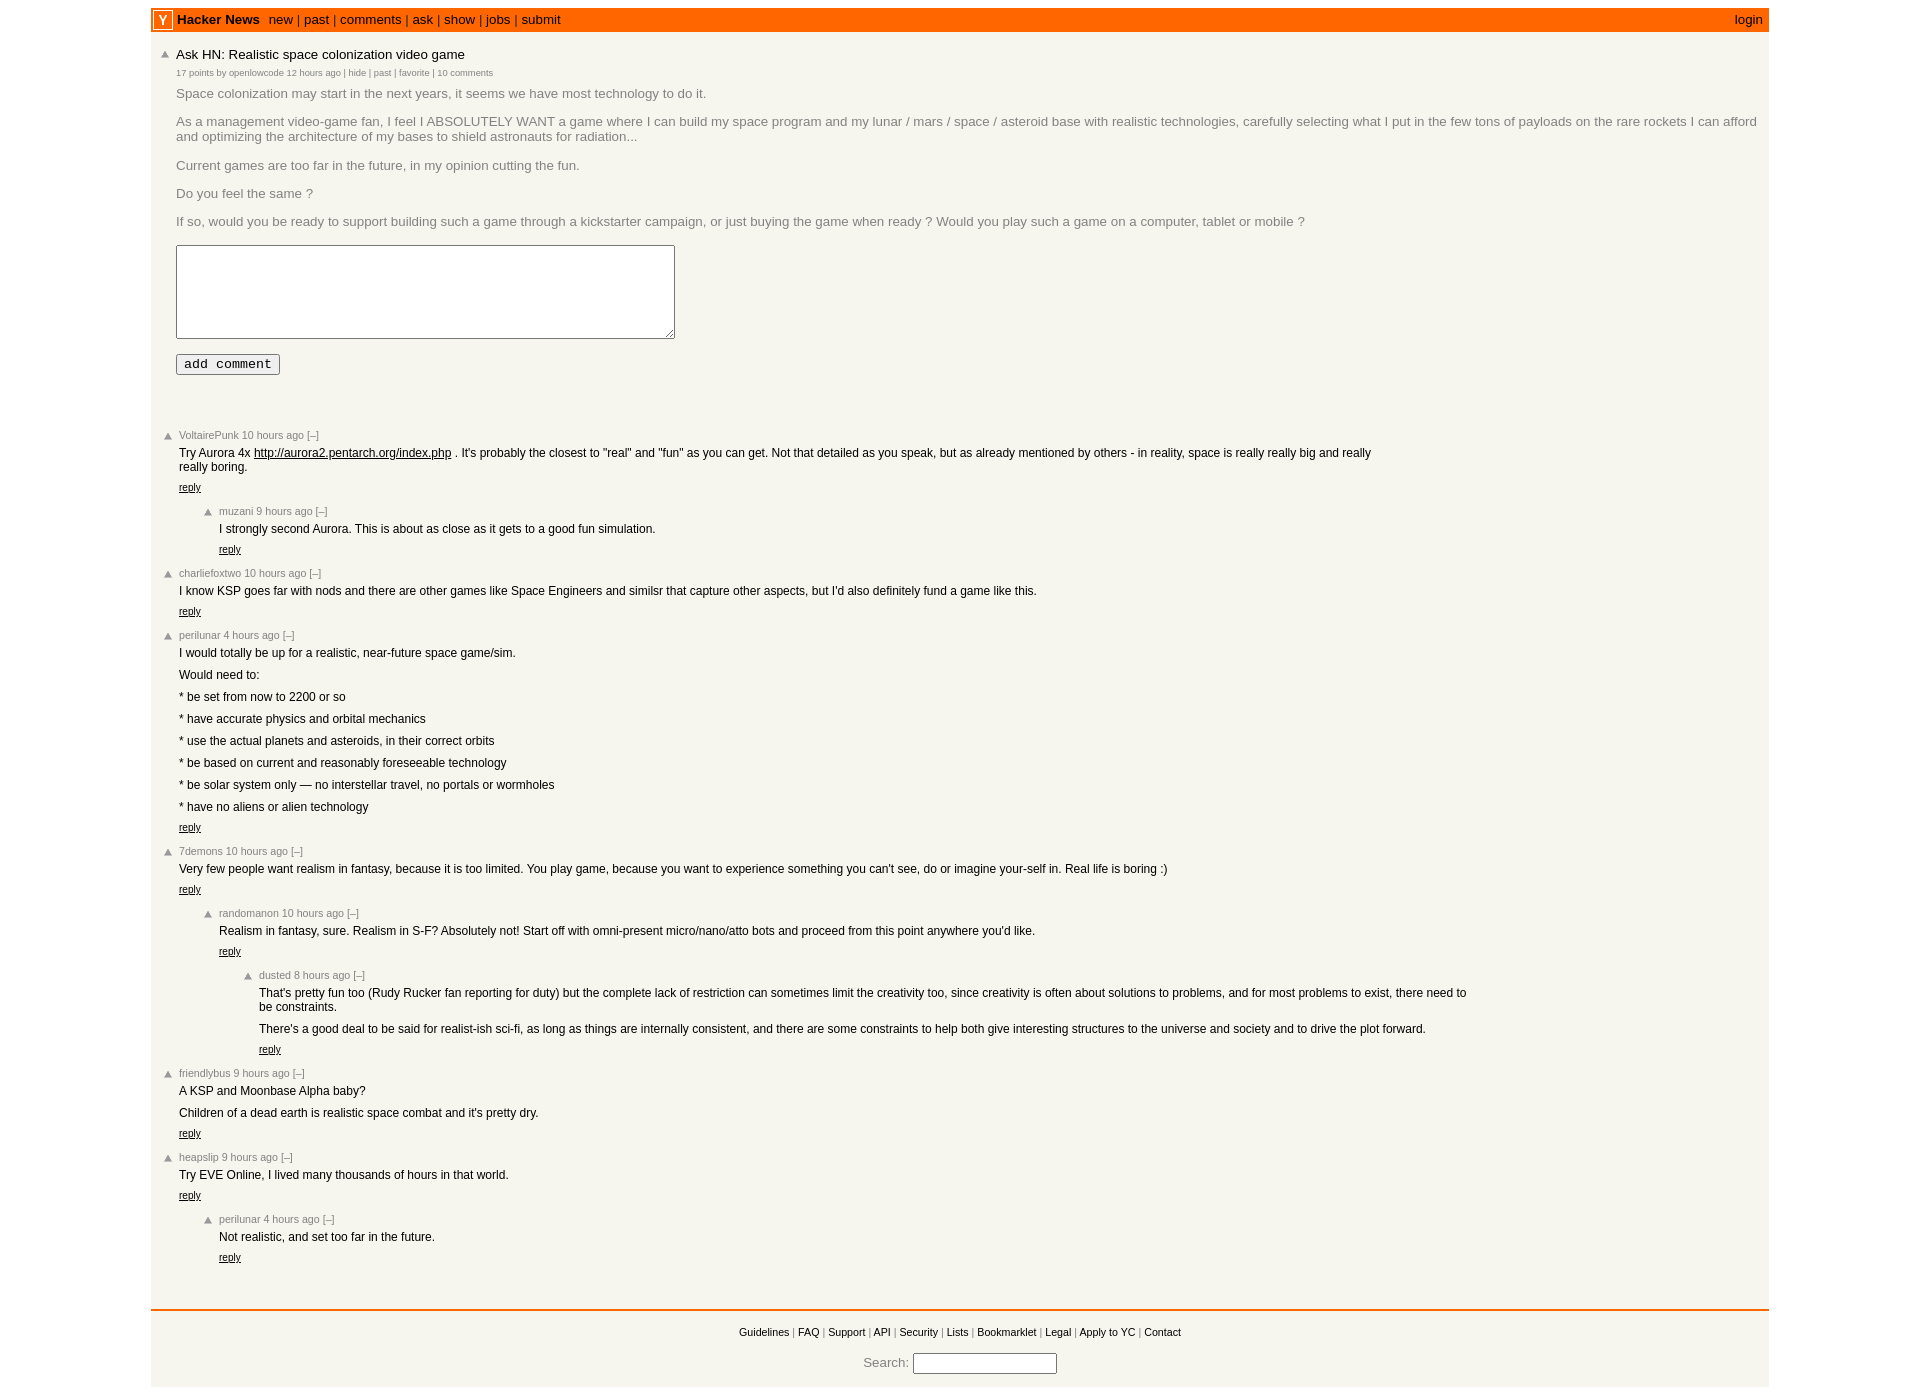 Y Hacker News new | past | comments | ask | show | jobs | submit login
Ask HN: Realistic space colonization video game
17 points by openlowcode 12 hours ago | hide | past | favorite | 10 comments
Space colonization may start in the next years, it seems we have most technology to do it.
As a management video-game fan, I feel I ABSOLUTELY WANT a game where I can build my space program and my lunar / mars / space / asteroid base with realistic technologies, carefully selecting what I put in the few tons of payloads on the rare rockets I can afford
and optimizing the architecture of my bases to shield astronauts for radiation...
Current games are too far in the future, in my opinion cutting the fun.
Do you feel the same ?
If so, would you be ready to support building such a game through a kickstarter campaign, or just buying the game when ready ? Would you play such a game on a computer, tablet or mobile ?
add comment
VoltairePunk 10 hours ago [–]
Try Aurora 4x http://aurora2.pentarch.org/index.php . It's probably the closest to "real" and "fun" as you can get. Not that detailed as you speak, but as already mentioned by others - in reality, space is really really big and really
really boring.
reply
muzani 9 hours ago [–]
I strongly second Aurora. This is about as close as it gets to a good fun simulation.
reply
charliefoxtwo 10 hours ago [–]
I know KSP goes far with nods and there are other games like Space Engineers and similsr that capture other aspects, but I'd also definitely fund a game like this.
reply
perilunar 4 hours ago [–]
I would totally be up for a realistic, near-future space game/sim.
Would need to:
* be set from now to 2200 or so
* have accurate physics and orbital mechanics
* use the actual planets and asteroids, in their correct orbits
* be based on current and reasonably foreseeable technology
* be solar system only — no interstellar travel, no portals or wormholes
* have no aliens or alien technology
reply
7demons 10 hours ago [–]
Very few people want realism in fantasy, because it is too limited. You play game, because you want to experience something you can't see, do or imagine your-self in. Real life is boring :)
reply
randomanon 10 hours ago [–]
Realism in fantasy, sure. Realism in S-F? Absolutely not! Start off with omni-present micro/nano/atto bots and proceed from this point anywhere you'd like.
reply
dusted 8 hours ago [–]
That's pretty fun too (Rudy Rucker fan reporting for duty) but the complete lack of restriction can sometimes limit the creativity too, since creativity is often about solutions to problems, and for most problems to exist, there need to
be constraints.
There's a good deal to be said for realist-ish sci-fi, as long as things are internally consistent, and there are some constraints to help both give interesting structures to the universe and society and to drive the plot forward.
reply
friendlybus 9 hours ago [–]
A KSP and Moonbase Alpha baby?
Children of a dead earth is realistic space combat and it's pretty dry.
reply
heapslip 9 hours ago [–]
Try EVE Online, I lived many thousands of hours in that world.
reply
perilunar 4 hours ago [–]
Not realistic, and set too far in the future.
reply
Guidelines | FAQ | Support | API | Security | Lists | Bookmarklet | Legal | Apply to YC | Contact
Search: